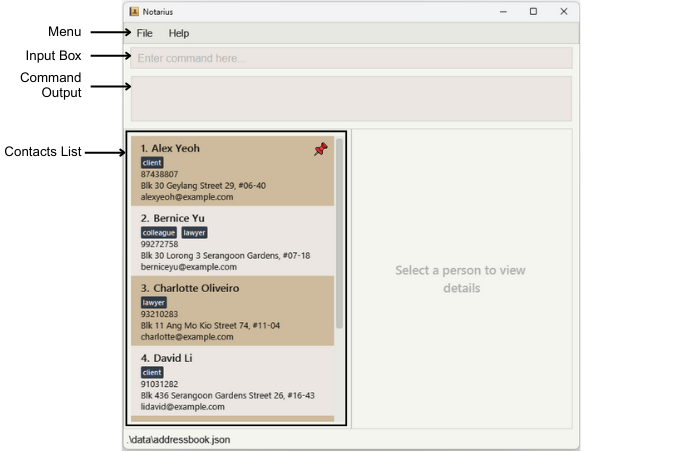 Notarius
Menu
File Help
Input Box
Enter command here...
Command
Output
Contacts List
1. Alex Yeoh
client
87438807
Blk 30 Geylang Street 29, #06-40
alexyeoh@example.com
2. Bernice Yu
colleague lawyer
99272758
Blk 30 Lorong 3 Serangoon Gardens, #07-18
berniceyu@example.com
3. Charlotte Oliveiro
lawyer
93210283
Blk 11 Ang Mo Kio Street 74, #11-04
charlotte@example.com
4. David Li
client
91031282
Blk 436 Serangoon Gardens Street 26, #16-43
lidavid@example.com
Select a person to view
details
.\data\addressbook.json